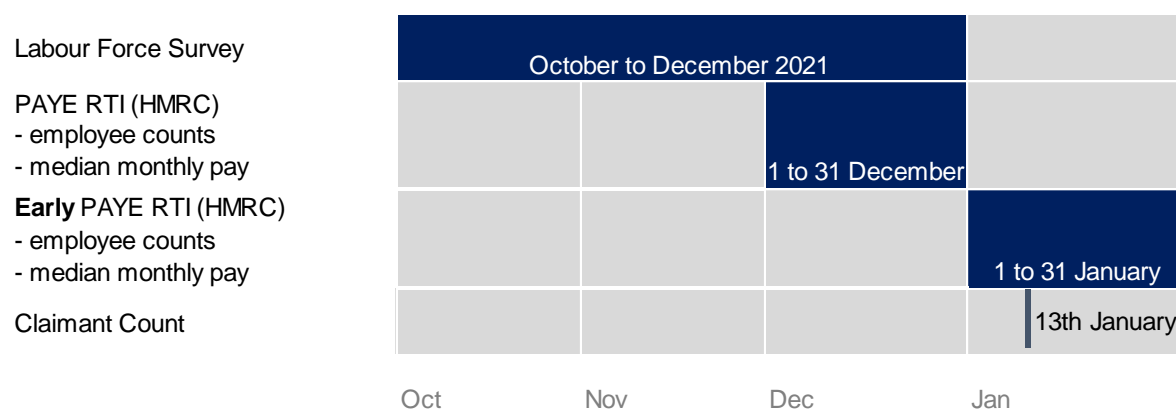 Labour Force Survey
October to December 2021
PAYE RTI (HMRC)
- employee counts
- median monthly pay
1 to 31 December
Early PAYE RTI (HMRC)
- employee counts
- median monthly pay
1 to 31 January
Claimant Count
13th January
Oct Nov Dec Jan